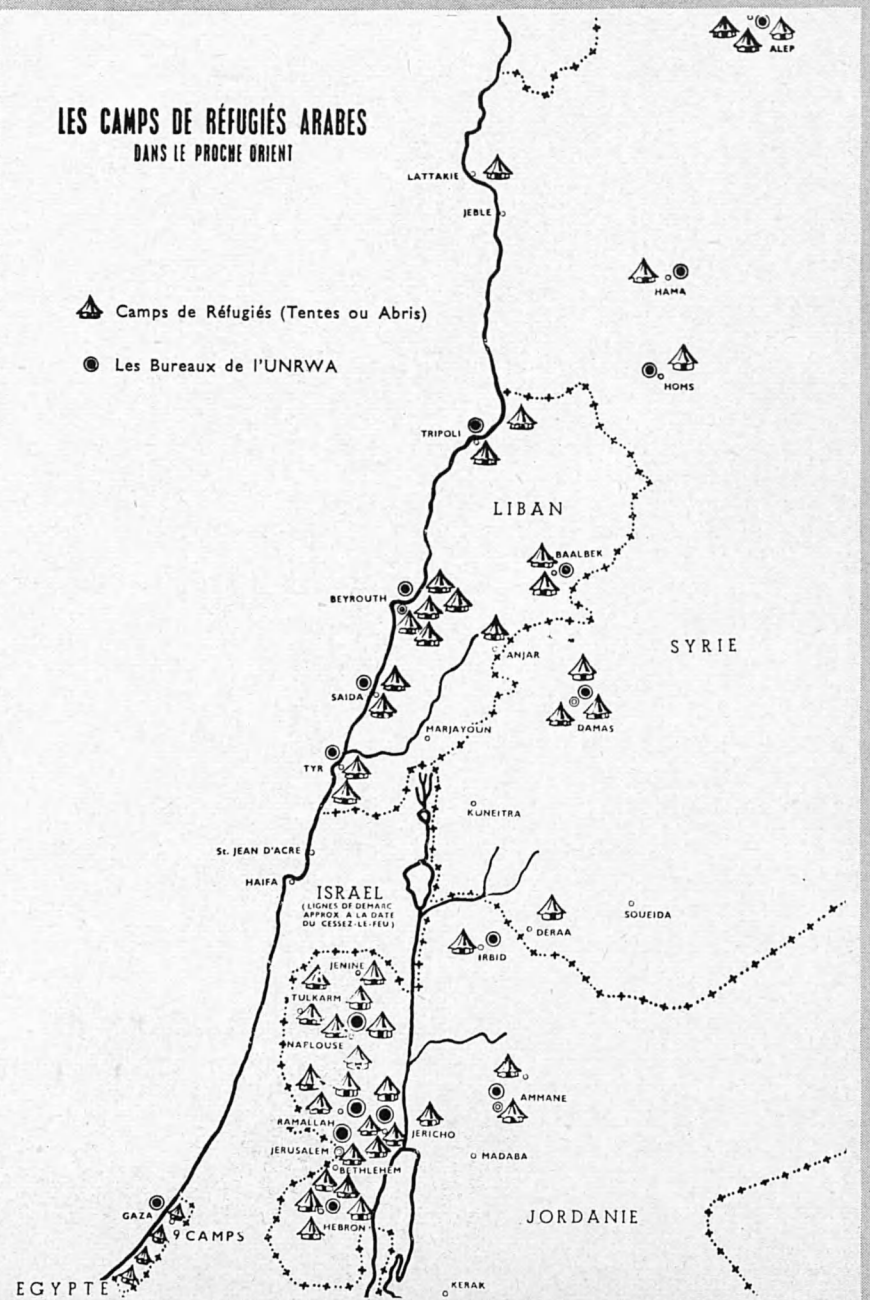 LES CAMPS DE RÉFUGIÉS ARABES
DANS LE PROCHE ORIENT
ALEP
LATTAKIE
JEBLE
HAMA
Camps de Réfugiés (Tentes ou Abris)
Les Bureaux de l'UNRWA
HOMS
TRIPOLI
LIBAN
BAALBEK
BEYROUTH
SYRIE
ANJAR
SAIDA
DAMAS
MARJAYOUN
TYR
KUNEITRA
St. JEAN D'ACRE
HAIFA
ISRAEL
(LIGNES DE DEMARC
APPROX A LA DATE
DU CESSEZ-LE-FEU)
SOUEIDA
DERAA
IRBID
JENINE
TULKARM
NAPLOUSE
AMMANE
RAMALLAH
JERICHO
JERUSALEM
MADABA
BETHLEHEM
GAZA
9 CAMPS
HEBRON
JORDANIE
EGYPTE
KERAK